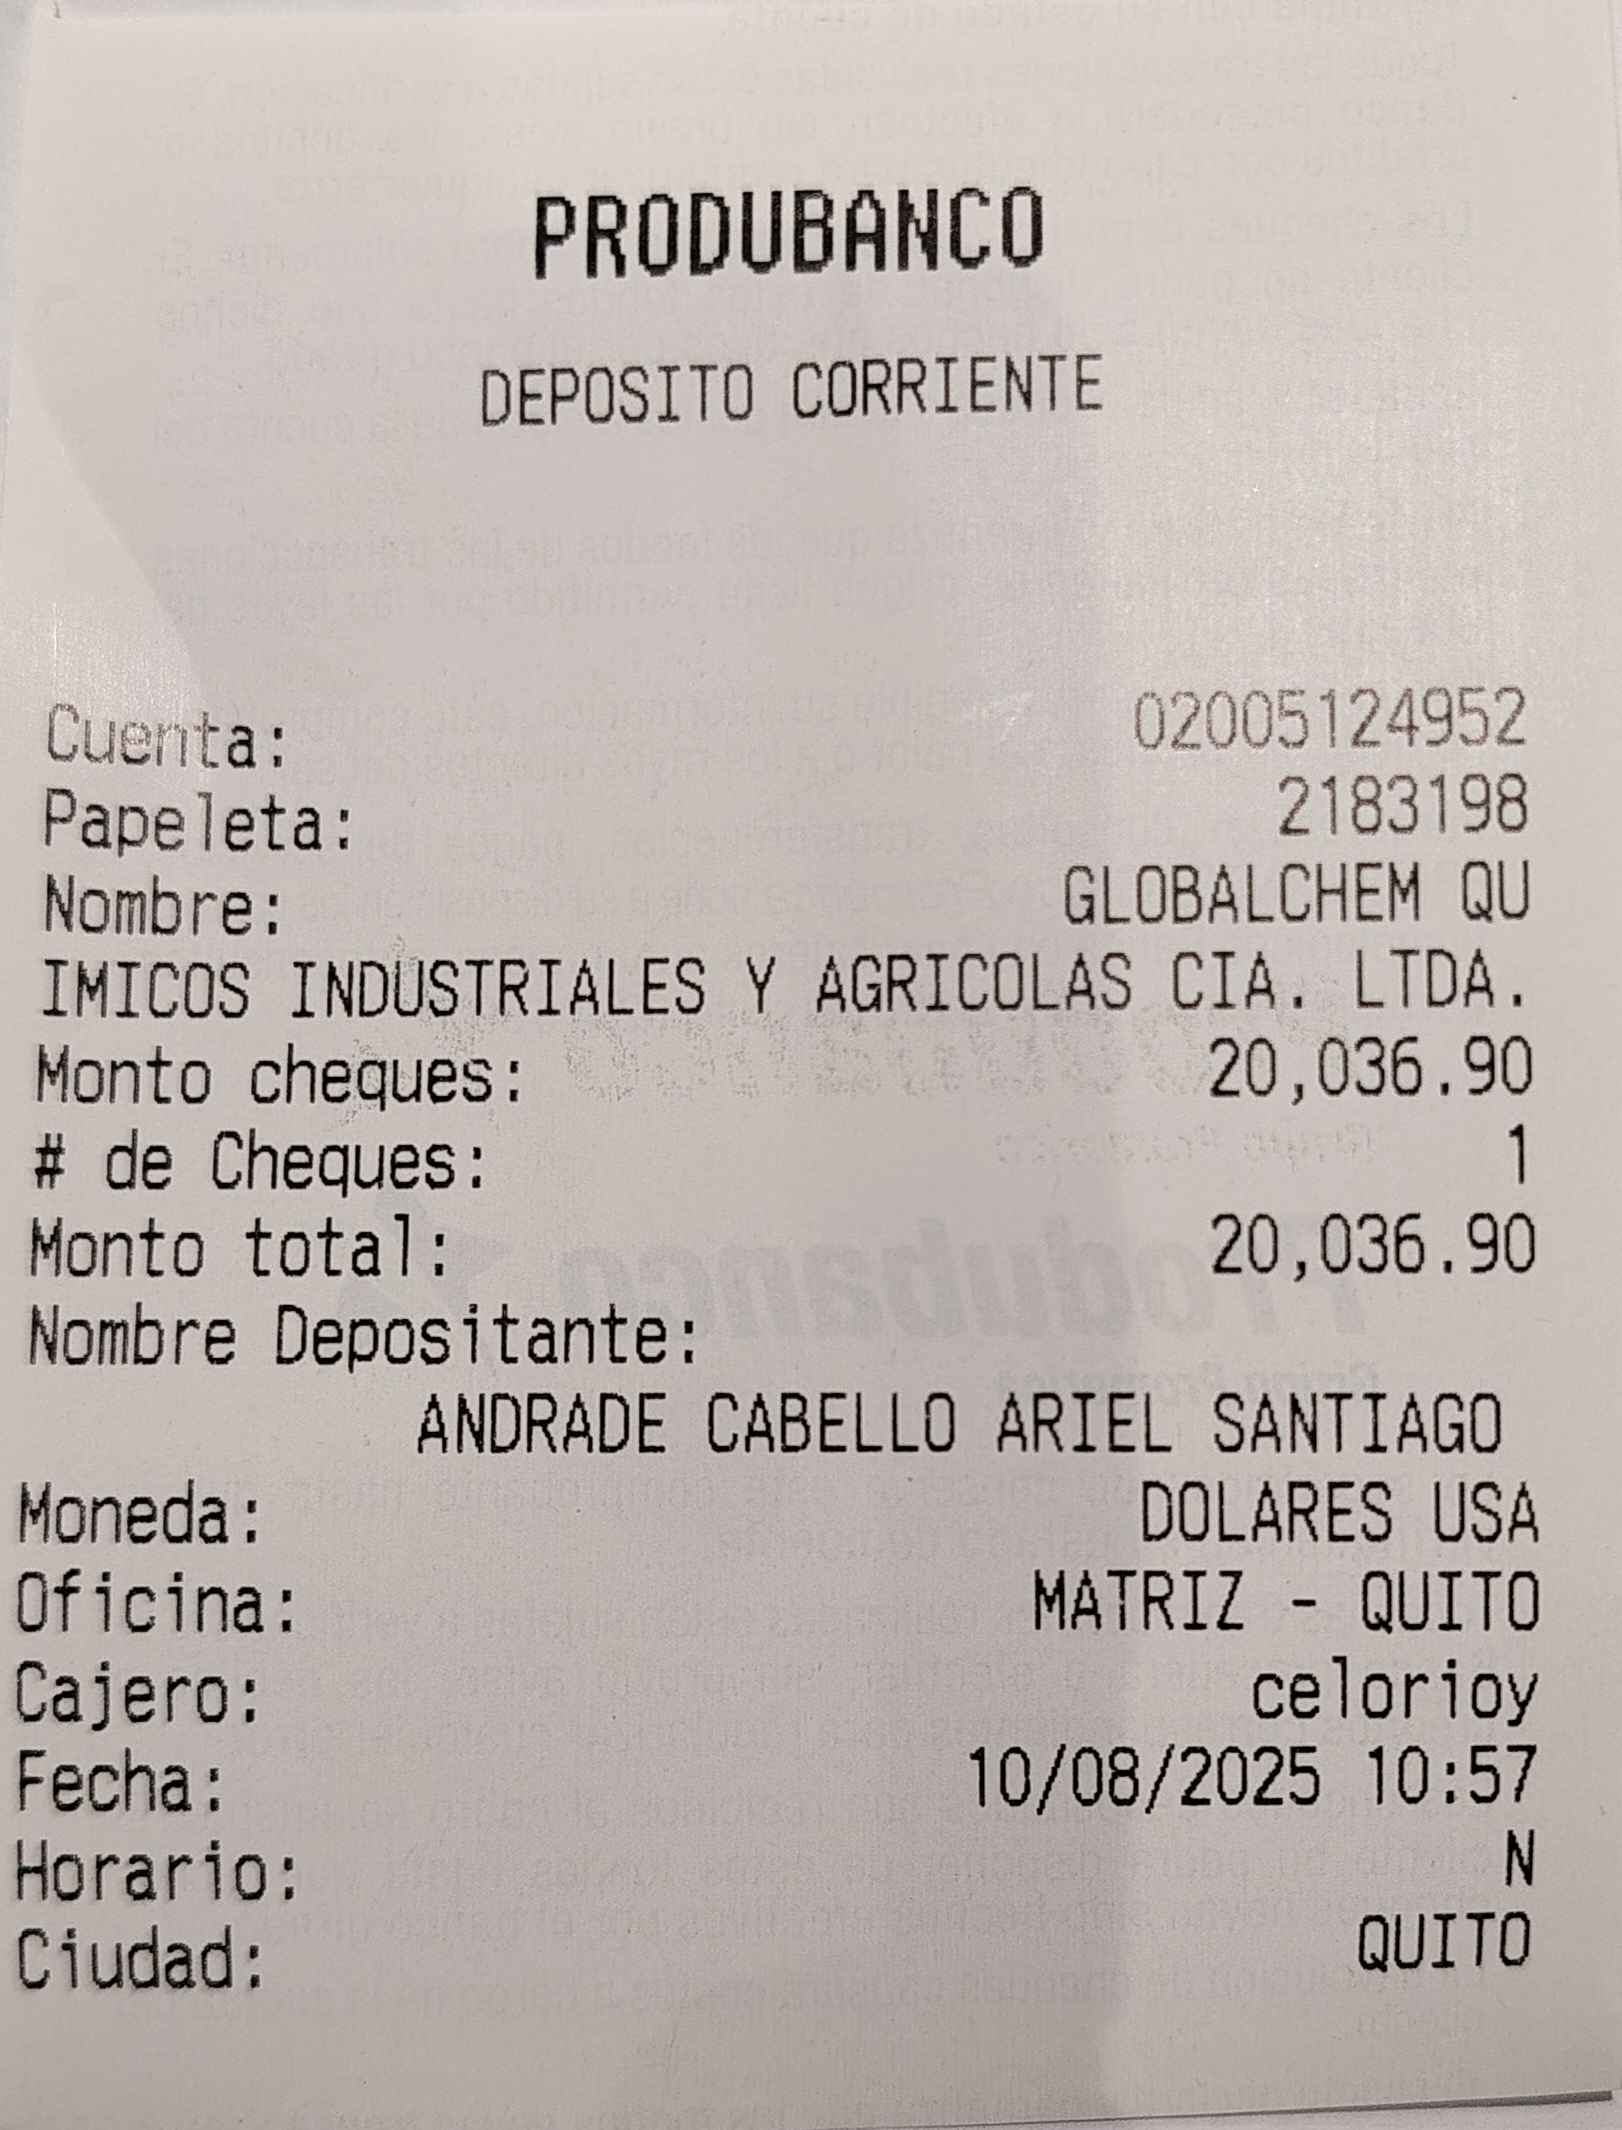 PRODUBANCO
DEPOSITO CORRIENTE
Cuenta: 02005124952
Papeleta: 2183198
Nombre: GLOBALCHEM QU
IMICOS INDUSTRIALES Y AGRICOLAS CIA. LTDA.
Monto cheques: 20,036.90
# de Cheques: 1
Monto total: 20,036.90
Nombre Depositante:
ANDRADE CABELLO ARIEL SANTIAGO
Moneda: DOLARES USA
Oficina: MATRIZ - QUITO
Cajero: celorioy
Fecha: 10/08/2025 10:57
Horario: N
Ciudad: QUITO